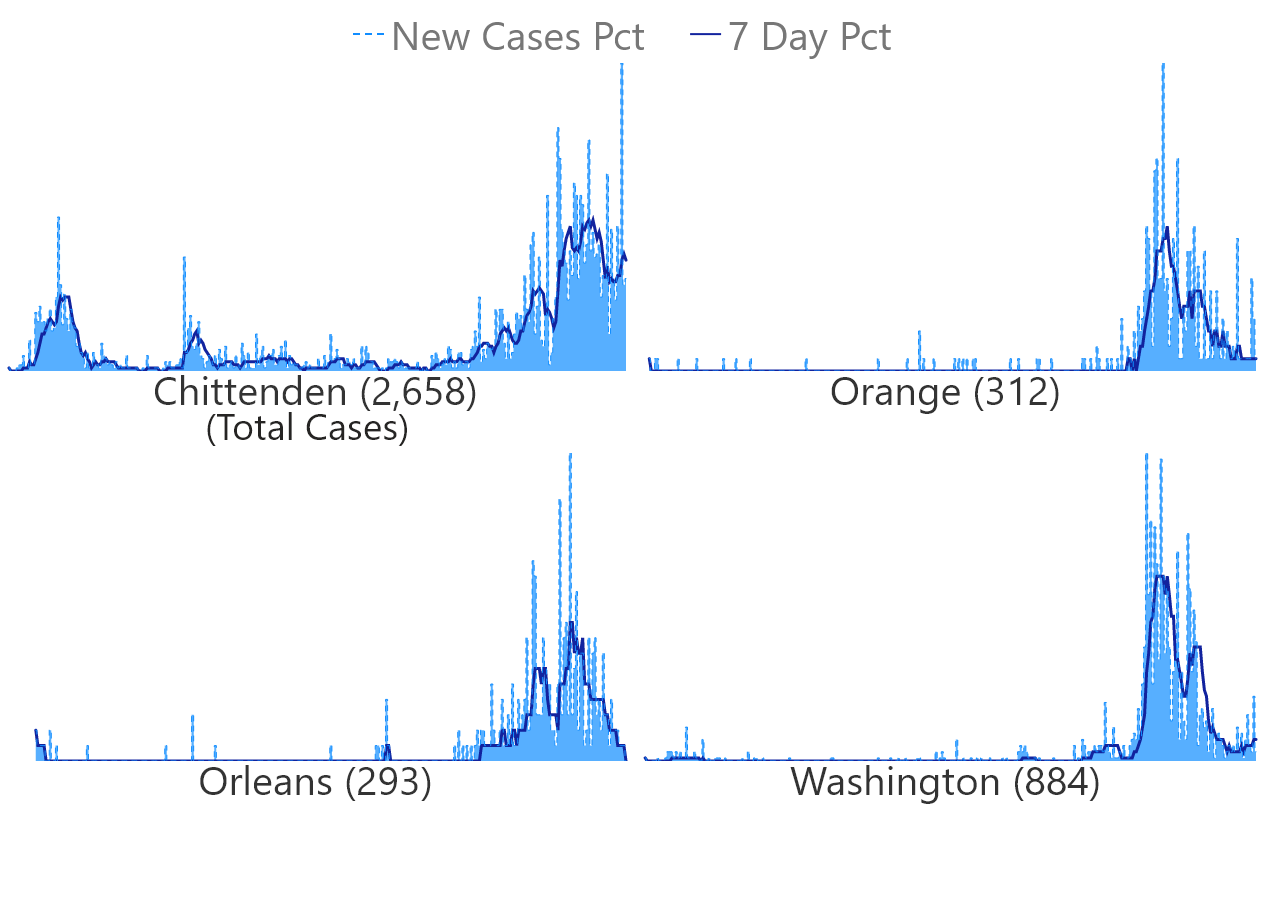 New Cases Pct 7 Day Pct
Chittenden (2,658)
(Total Cases)
Orange (312)
Orleans (293)
Washington (884)